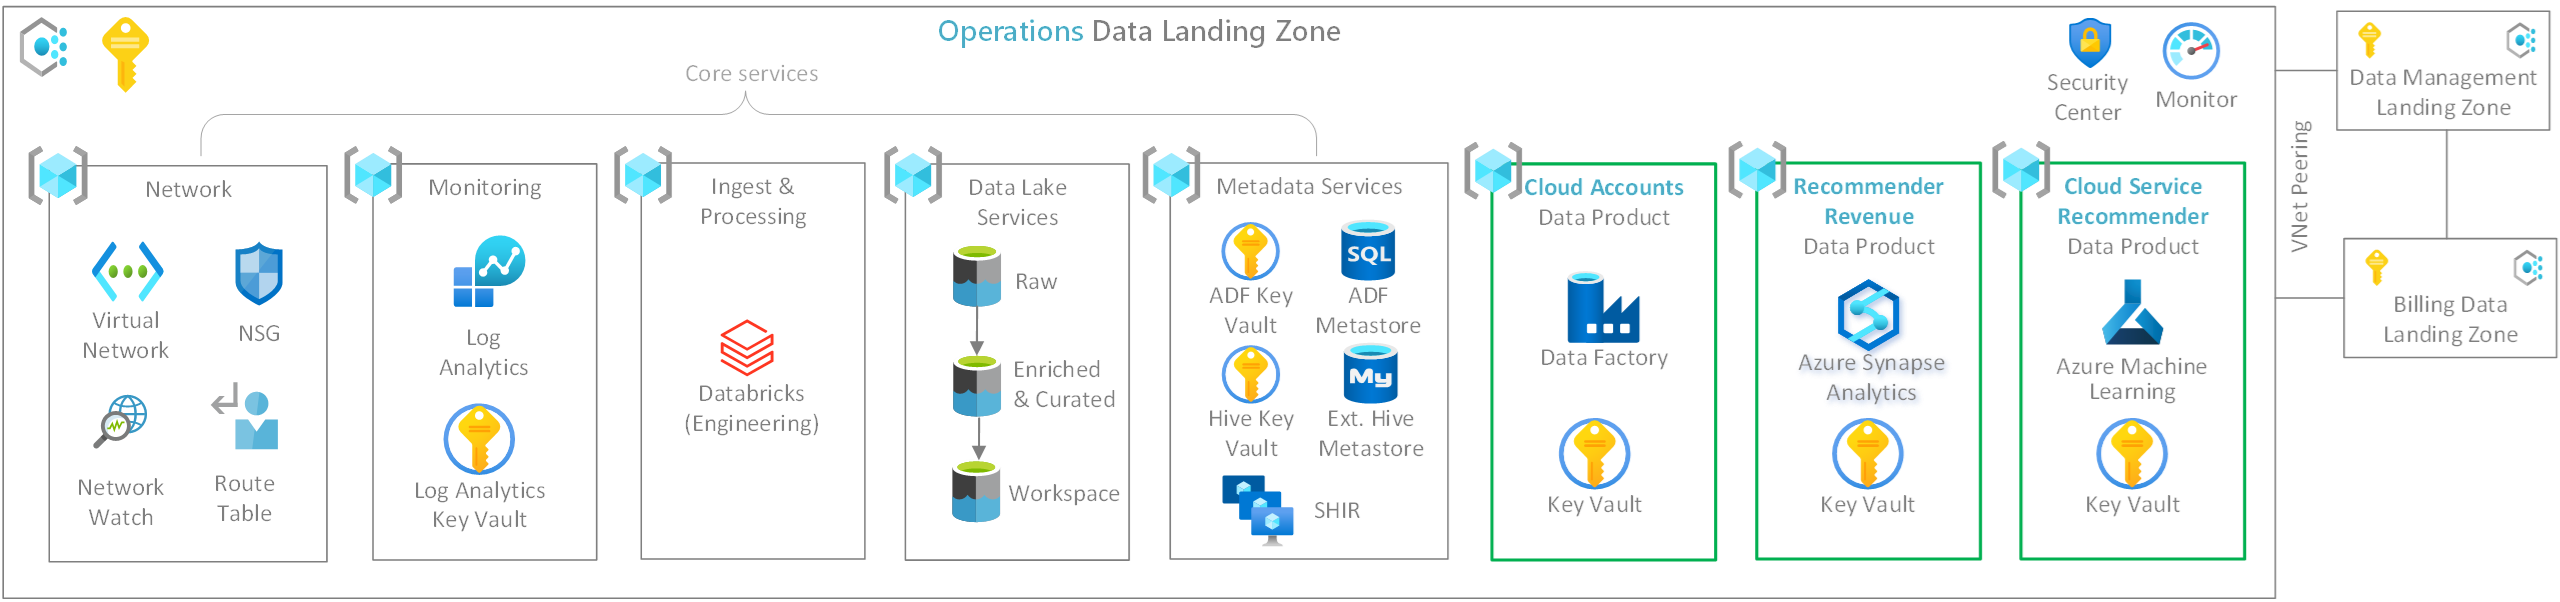 Operations Data Landing Zone
Core services
Security
Center
Monitor
Network
Virtual
Network
NSG
Network
Watch
Route
Table
Monitoring
Log
Analytics
Log Analytics
Key Vault
Ingest &
Processing
Databricks
(Engineering)
Data Lake
Services
Raw
Enriched
& Curated
Workspace
Metadata Services
ADF Key
Vault
SQL
ADF
Metastore
Hive Key
Vault
My
Ext. Hive
Metastore
SHIR
Cloud Accounts
Data Product
Data Factory
Key Vault
Recommender
Revenue
Data Product
Azure Synapse
Analytics
Key Vault
Cloud Service
Recommender
Data Product
Azure Machine
Learning
Key Vault
VNet Peering
Data Management
Landing Zone
Billing Data
Landing Zone